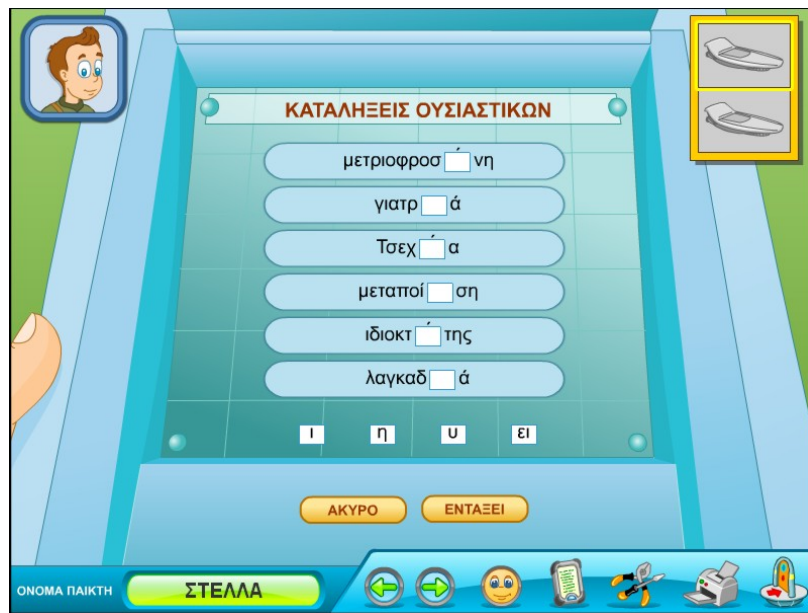 ΚΑΤΑΛΗΞΕΙΣ ΟΥΣΙΑΣΤΙΚΩΝ
μετριοφροσ ́ νη
γιατρ ά
Τσεχ ́ α
μεταποί ση
ιδιοκτ ́ της
λαγκαδ ά
ι η υ ει
ΑΚΥΡΟ ΕΝΤΑΞΕΙ
ΟΝΟΜΑ ΠΑΙΚΤΗ ΣΤΕΛΛΑ